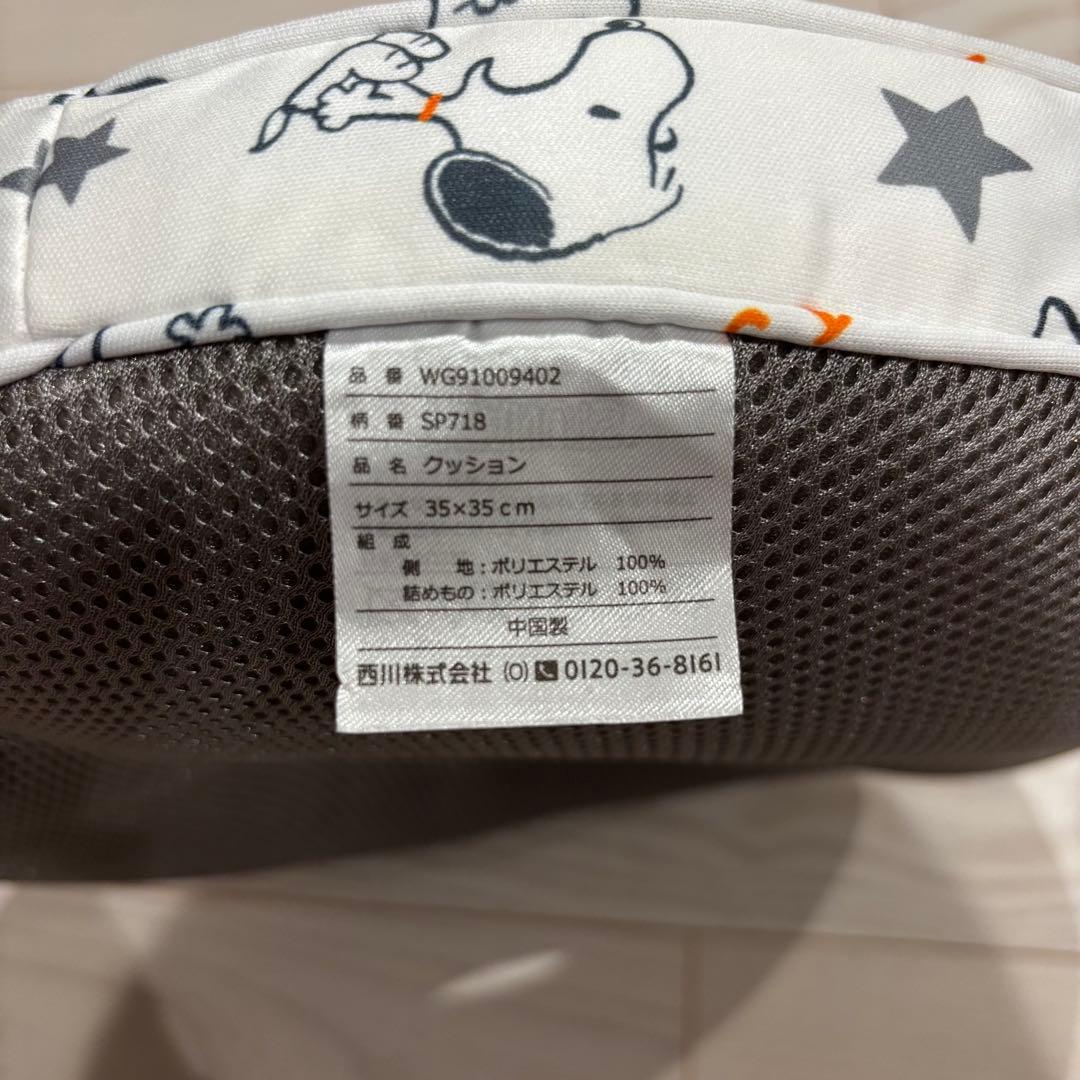 品 番 WG91009402
柄 番 SP718
品 名 クッション
サイズ 35×35cm
組 成
側 地：ポリエステル 100%
詰めもの：ポリエステル 100%
中国製
西川株式会社 (O) 0120-36-8161